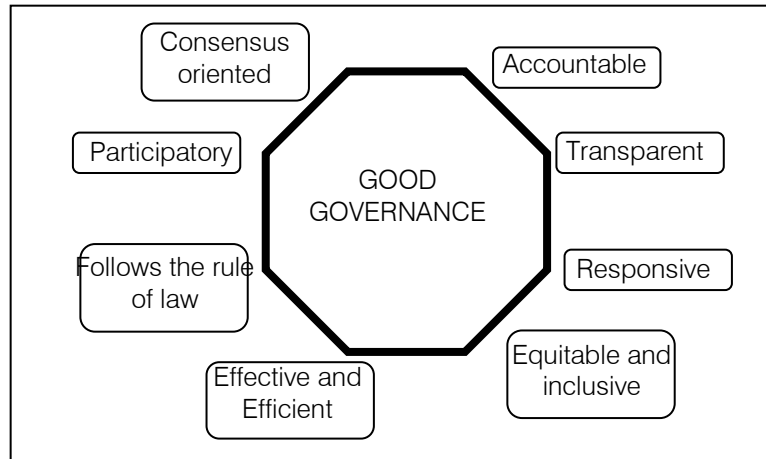 Consensus
oriented
Accountable
Participatory
Transparent
GOOD
GOVERNANCE
Follows the rule
of law
Responsive
Effective and
Efficient
Equitable and
inclusive